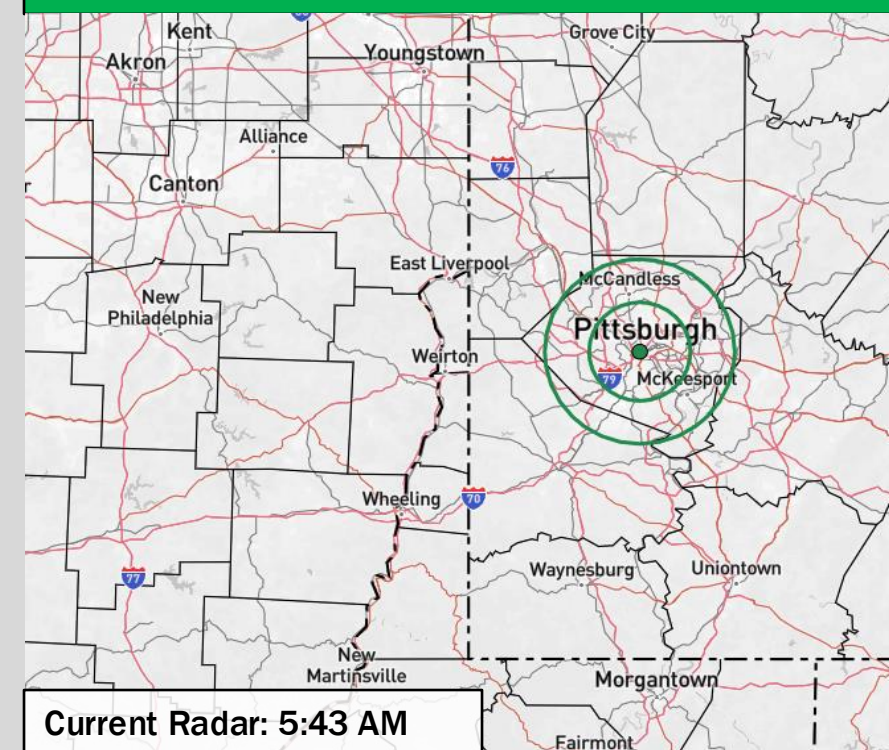 Kent
Grove City
Akron
Youngstown
Alliance
76
Canton
East Liverpool
McCandless
New
Philadelphia
Pittsburgh
Weirton
79
McKeesport
Wheeling
70
77
Waynesburg
Uniontown
New
Martinsville
Morgantown
Current Radar: 5:43 AM
Fairmont